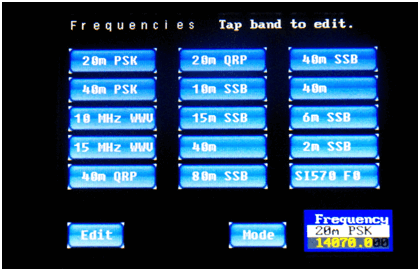 Frequencies Tap band to edit.
20m PSK 20m QRP 40m SSB
40m PSK 10m SSB 40m
10 MHz WWV 15m SSB 6m SSB
15 MHz WWV 40m 2m SSB
40m QRP 80m SSB SI570 F0
Edit Mode
Frequency
20m PSK
14070.000